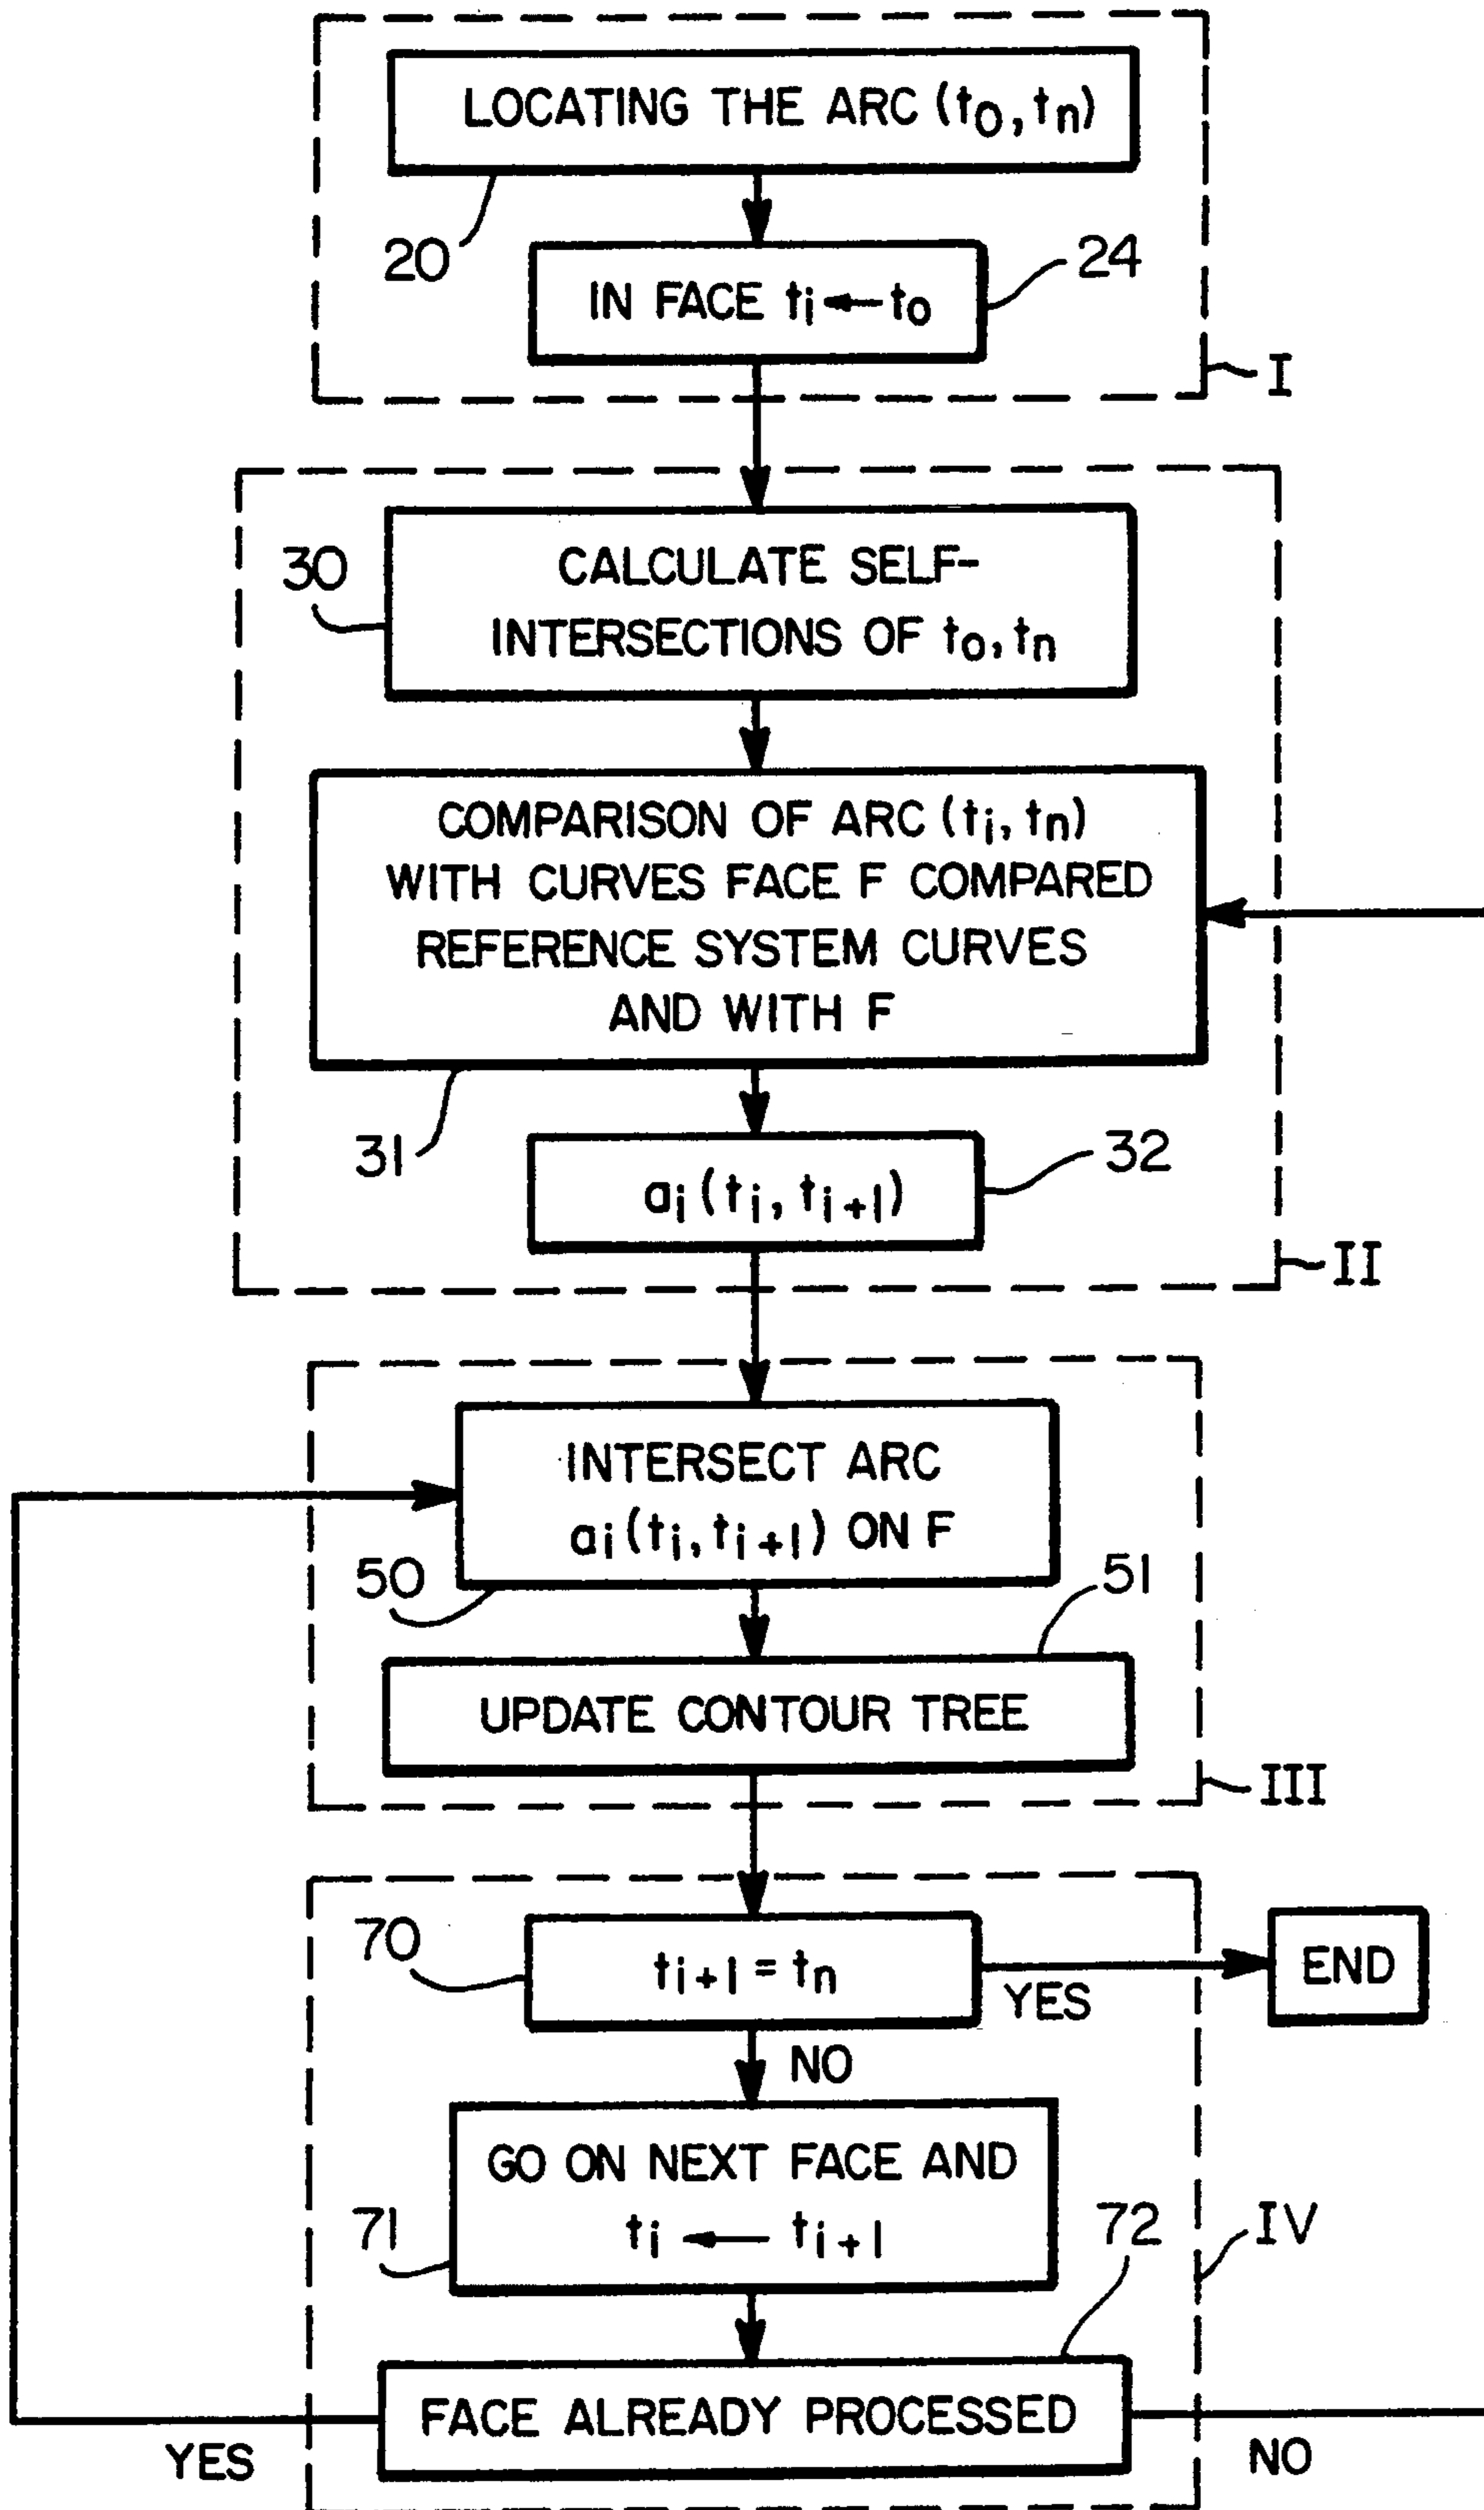 LOCATING THE ARC (t0, tn)
20
24
IN FACE ti ← t0
I
30
CALCULATE SELF-
INTERSECTIONS OF t0, tn
COMPARISON OF ARC (ti, tn)
WITH CURVES FACE F COMPARED
REFERENCE SYSTEM CURVES
AND WITH F
31
32
ai (ti, ti+1)
II
INTERSECT ARC
ai (ti, ti+1) ON F
50
51
UPDATE CONTOUR TREE
III
70
ti+1 = tn
YES
END
NO
GO ON NEXT FACE AND
ti ← ti+1
71
72
IV
FACE ALREADY PROCESSED
YES
NO